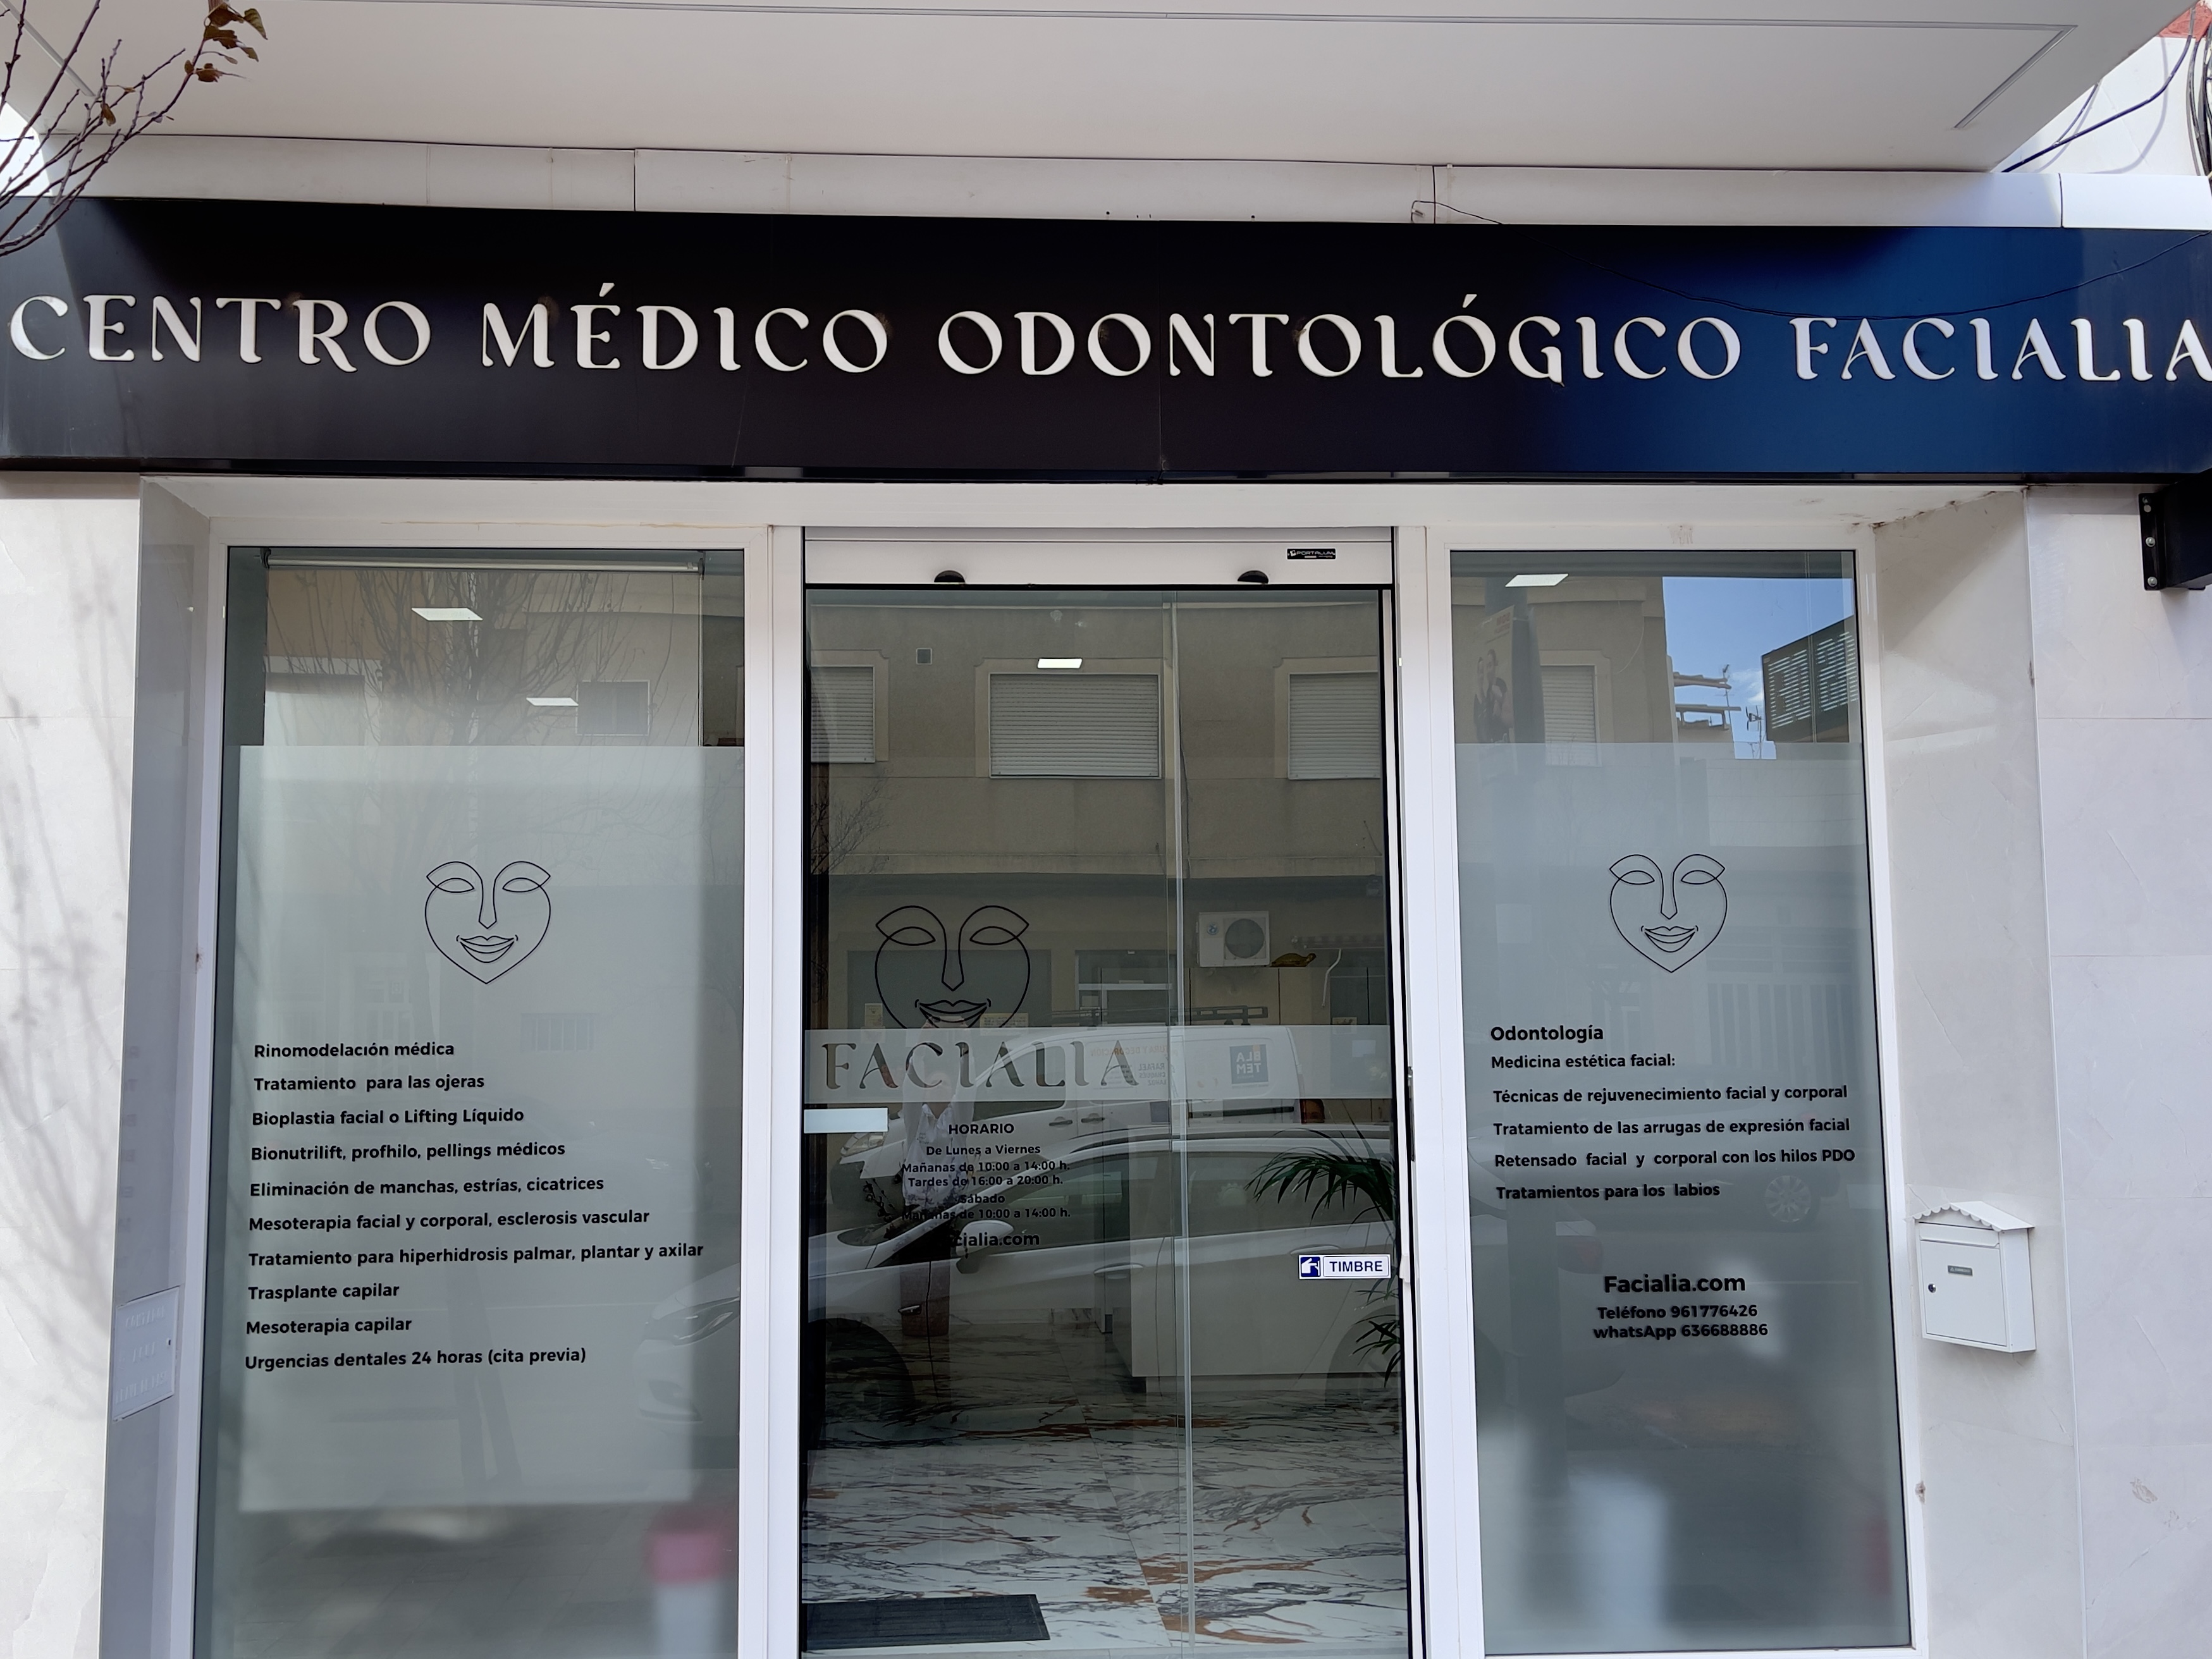 CENTRO MÉDICO ODONTOLÓGICO FACIALIA
Rinomodelación médica
Tratamiento para las ojeras
Bioplastia facial o Lifting Líquido
Bionutrilift, profhilo, pellings médicos
Eliminación de manchas, estrías, cicatrices
Mesoterapia facial y corporal, esclerosis vascular
Tratamiento para hiperhidrosis palmar, plantar y axilar
Trasplante capilar
Mesoterapia capilar
Urgencias dentales 24 horas (cita previa)
FACIALIA
HORARIO
De Lunes a Viernes
Mañanas de 10:00 a 14:00 h.
Tardes de 16:00 a 20:00 h.
Sábado
Mañanas de 10:00 a 14:00 h.
cialia.com
TIMBRE
BLA
TEM
Odontología
Medicina estética facial:
Técnicas de rejuvenecimiento facial y corporal
Tratamiento de las arrugas de expresión facial
Retensado facial y corporal con los hilos PDO
Tratamientos para los labios
Facialia.com
Teléfono 961776426
whatsApp 636688886